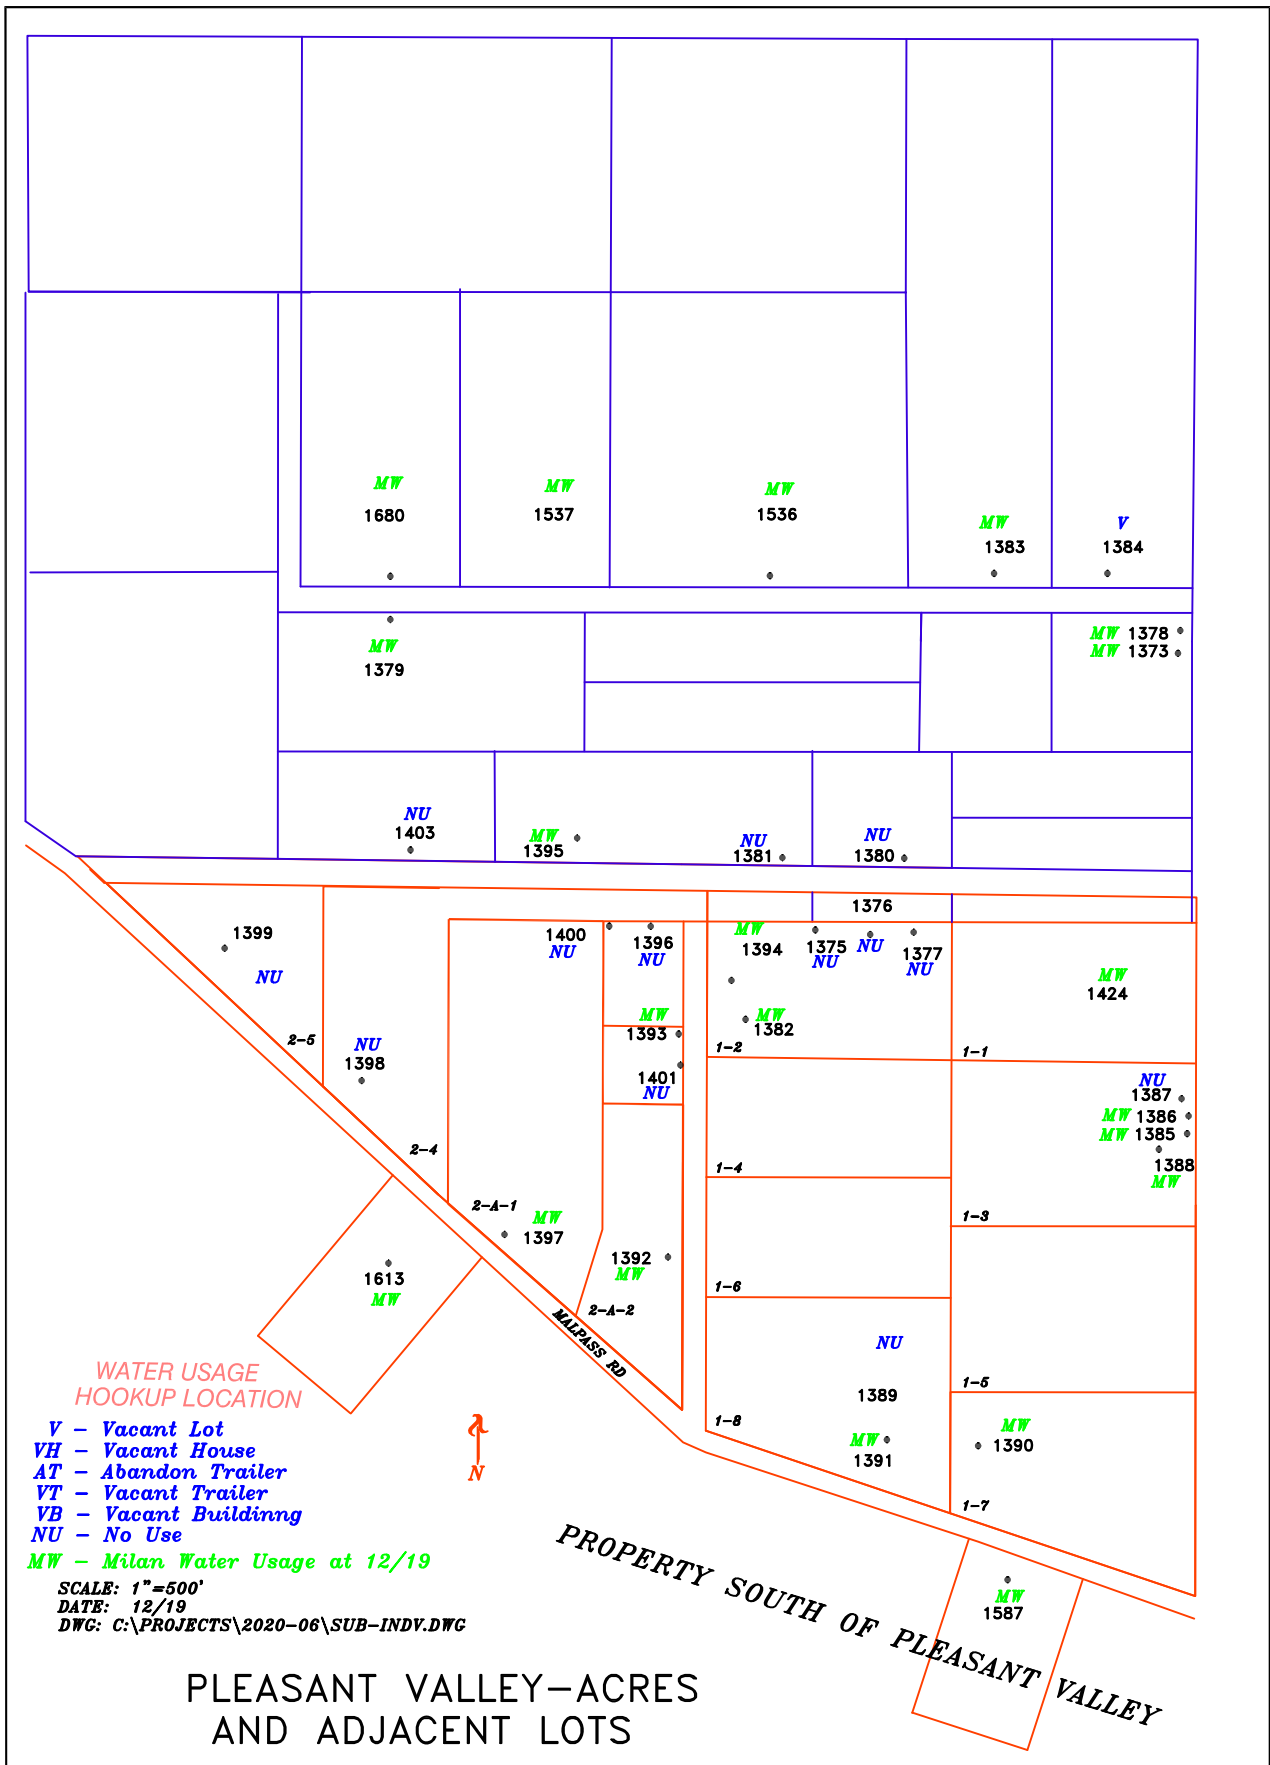 MW
1680
MW
1537
MW
1536
MW
1383
V
1384
MW 1378
MW 1373
MW
1379
NU
1403
MW
1395
NU
1381
NU
1380
1376
1399
NU
1400
NU
1396
NU
MW
1394
1375
NU
NU
1377
NU
MW
1424
MW
1393
MW
1382
2-5
NU
1398
1-2
1-1
1401
NU
NU
1387
MW 1386
MW 1385
1388
MW
2-4
1-4
2-A-1
MW
1397
1-3
1392
MW
1613
MW
1-6
2-A-2
MALPASS RD
NU
1389
1-5
1-8
MW
1391
MW
1390
1-7
WATER USAGE
HOOKUP LOCATION
V - Vacant Lot
VH - Vacant House
AT - Abandon Trailer
VT - Vacant Trailer
VB - Vacant Buildinng
NU - No Use
MW - Milan Water Usage at 12/19
N
SCALE: 1"=500'
DATE: 12/19
DWG: C:\PROJECTS\2020-06\SUB-INDV.DWG
PROPERTY SOUTH OF PLEASANT VALLEY
MW
1587
PLEASANT VALLEY-ACRES
AND ADJACENT LOTS